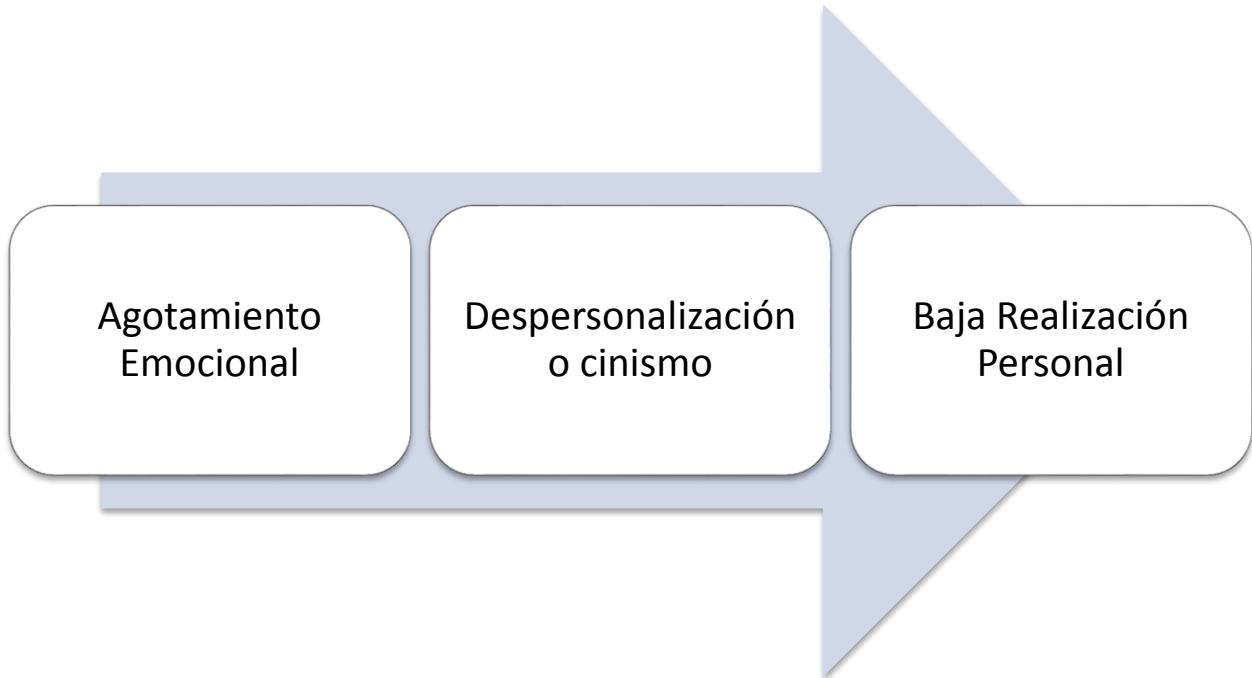 Agotamiento
Emocional
Despersonalización
o cinismo
Baja Realización
Personal